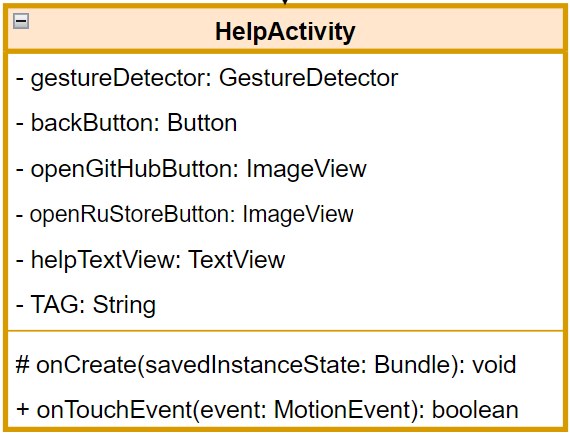 HelpActivity
- gestureDetector: GestureDetector
- backButton: Button
- openGitHubButton: ImageView
- openRuStoreButton: ImageView
- helpTextView: TextView
- TAG: String
# onCreate(savedInstanceState: Bundle): void
+ onTouchEvent(event: MotionEvent): boolean